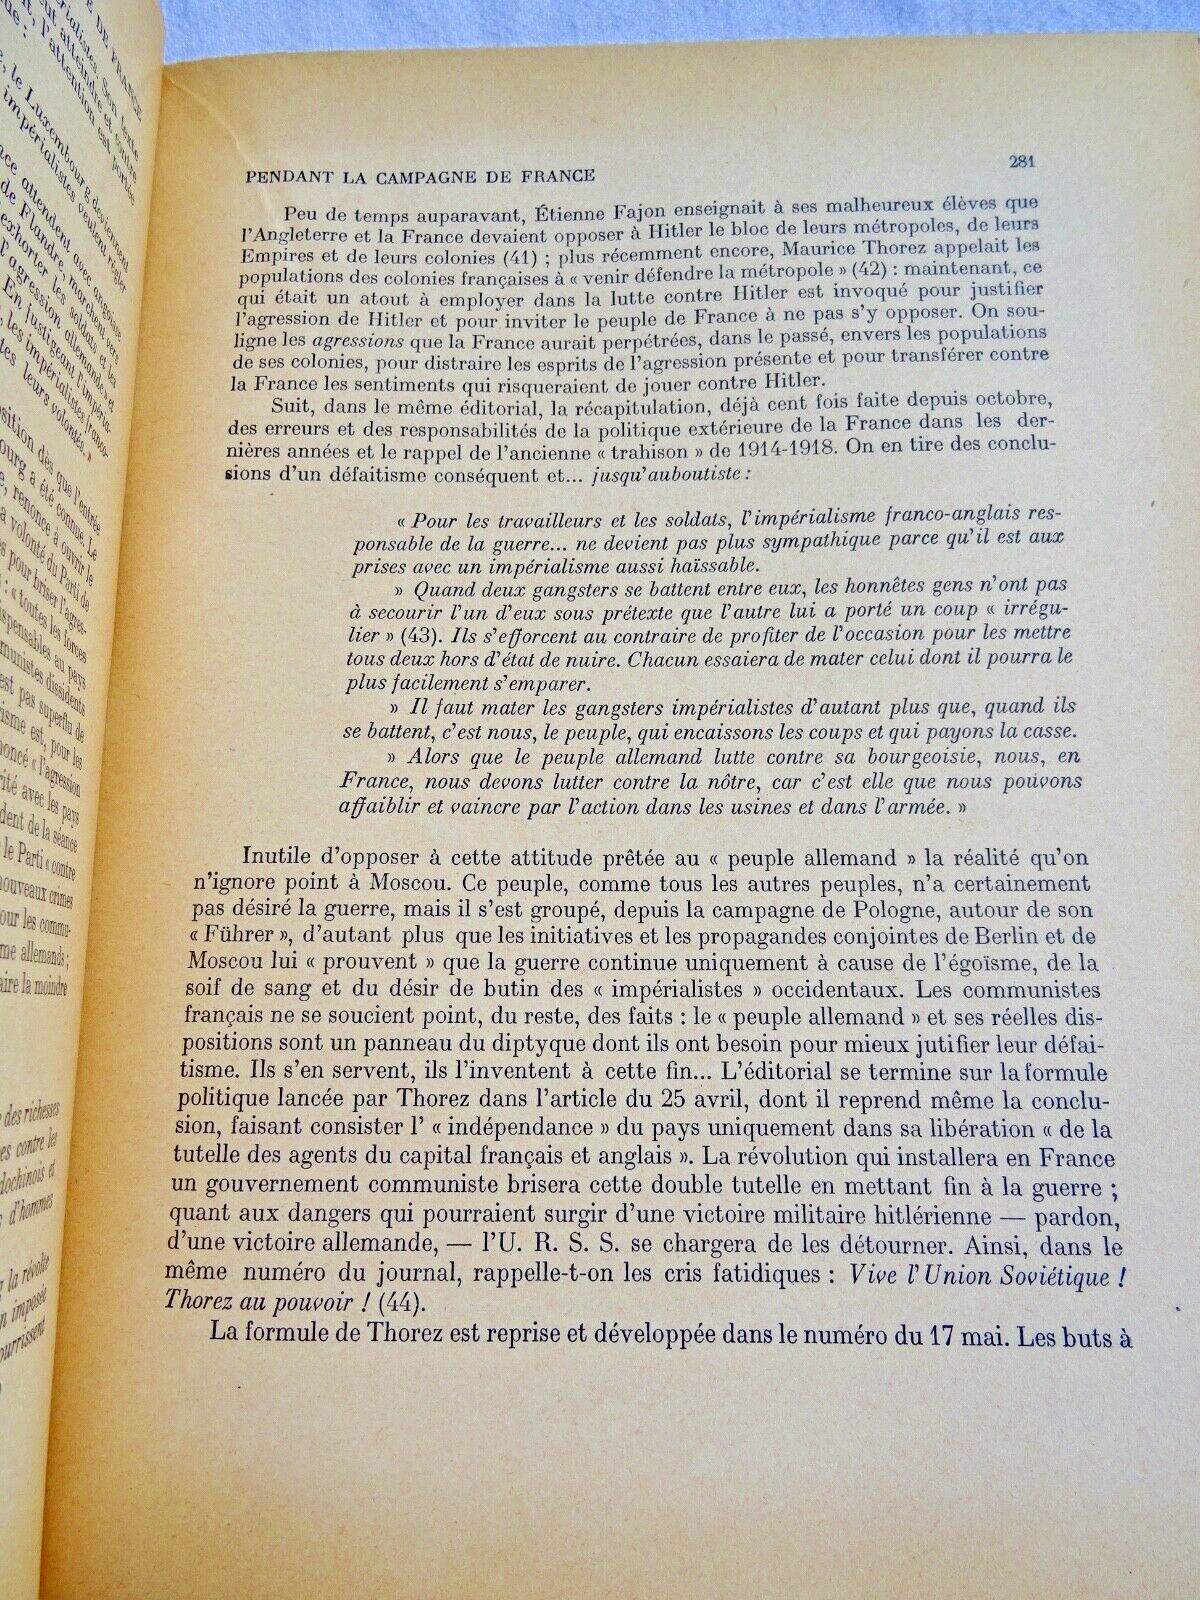 E DE FRANCE
281
PENDANT LA CAMPAGNE DE FRANCE
Peu de temps auparavant, Étienne Fajon enseignait à ses malheureux élèves que
l'Angleterre et la France devaient opposer à Hitler le bloc de leurs métropoles, de leurs
Empires et de leurs colonies (41) ; plus récemment encore, Maurice Thorez appelait les
populations des colonies françaises à « venir défendre la métropole » (42) : maintenant, ce
qui était un atout à employer dans la lutte contre Hitler est invoqué pour justifier
l'agression de Hitler et pour inviter le peuple de France à ne pas s'y opposer. On sou-
ligne les agressions que la France aurait perpétrées, dans le passé, envers les populations
de ses colonies, pour distraire les esprits de l'agression présente et pour transférer contre
la France les sentiments qui risqueraient de jouer contre Hitler.
Suit, dans le même éditorial, la récapitulation, déjà cent fois faite depuis octobre,
des erreurs et des responsabilités de la politique extérieure de la France dans les der-
nières années et le rappel de l'ancienne « trahison » de 1914-1918. On en tire des conclu-
sions d'un défaitisme conséquent et... jusqu'auboutiste :
« Pour les travailleurs et les soldats, l'impérialisme franco-anglais res-
ponsable de la guerre... ne devient pas plus sympathique parce qu'il est aux
prises avec un impérialisme aussi haïssable.
» Quand deux gangsters se battent entre eux, les honnêtes gens n'ont pas
à secourir l'un d'eux sous prétexte que l'autre lui a porté un coup « irrégu-
lier » (43). Ils s'efforcent au contraire de profiter de l'occasion pour les mettre
tous deux hors d'état de nuire. Chacun essaiera de mater celui dont il pourra le
plus facilement s'emparer.
» Il faut mater les gangsters impérialistes d'autant plus que, quand ils
se battent, c'est nous, le peuple, qui encaissons les coups et qui payons la casse.
» Alors que le peuple allemand lutte contre sa bourgeoisie, nous, en
France, nous devons lutter contre la nôtre, car c'est elle que nous pouvons
affaiblir et vaincre par l'action dans les usines et dans l'armée. »
Inutile d'opposer à cette attitude prêtée au « peuple allemand » la réalité qu'on
n'ignore point à Moscou. Ce peuple, comme tous les autres peuples, n'a certainement
pas désiré la guerre, mais il s'est groupé, depuis la campagne de Pologne, autour de son
« Führer », d'autant plus que les initiatives et les propagandes conjointes de Berlin et de
Moscou lui « prouvent » que la guerre continue uniquement à cause de l'égoïsme, de la
soif de sang et du désir de butin des « impérialistes » occidentaux. Les communistes
français ne se soucient point, du reste, des faits : le « peuple allemand » et ses réelles dis-
positions sont un panneau du diptyque dont ils ont besoin pour mieux jutifier leur défai-
tisme. Ils s'en servent, ils l'inventent à cette fin... L'éditorial se termine sur la formule
politique lancée par Thorez dans l'article du 25 avril, dont il reprend même la conclu-
sion, faisant consister l' « indépendance » du pays uniquement dans sa libération « de la
tutelle des agents du capital français et anglais ». La révolution qui installera en France
un gouvernement communiste brisera cette double tutelle en mettant fin à la guerre ;
quant aux dangers qui pourraient surgir d'une victoire militaire hitlérienne — pardon,
d'une victoire allemande, — l'U. R. S. S. se chargera de les détourner. Ainsi, dans le
même numéro du journal, rappelle-t-on les cris fatidiques : Vive l'Union Soviétique !
Thorez au pouvoir ! (44).
La formule de Thorez est reprise et développée dans le numéro du 17 mai. Les buts à